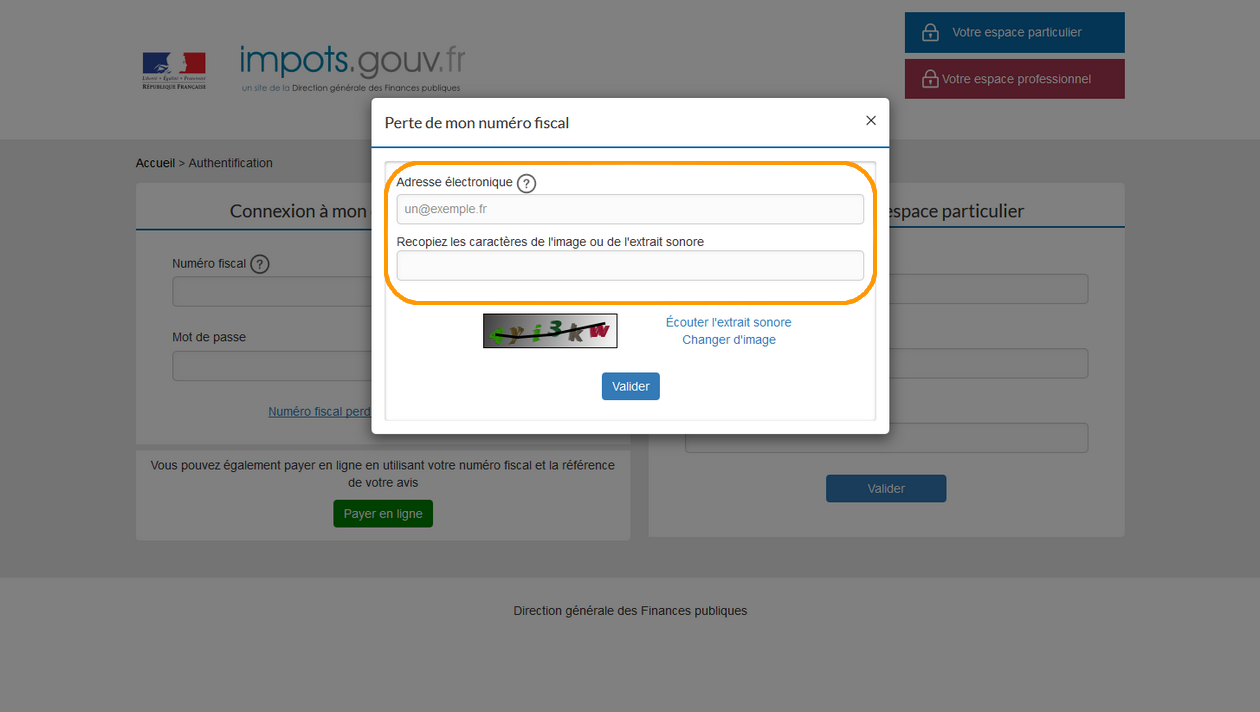 Liberté • Égalité • Fraternité
RÉPUBLIQUE FRANÇAISE
impots.gouv.fr
un site de la Direction générale des Finances publiques
Votre espace particulier
Votre espace professionnel
Accueil > Authentification
Perte de mon numéro fiscal
×
Adresse électronique ?
un@exemple.fr
Recopiez les caractères de l'image ou de l'extrait sonore
Écouter l'extrait sonore
Changer d'image
Valider
Connexion à mon
Numéro fiscal ?
Mot de passe
Numéro fiscal perd
Vous pouvez également payer en ligne en utilisant votre numéro fiscal et la référence
de votre avis
Payer en ligne
espace particulier
Valider
Direction générale des Finances publiques